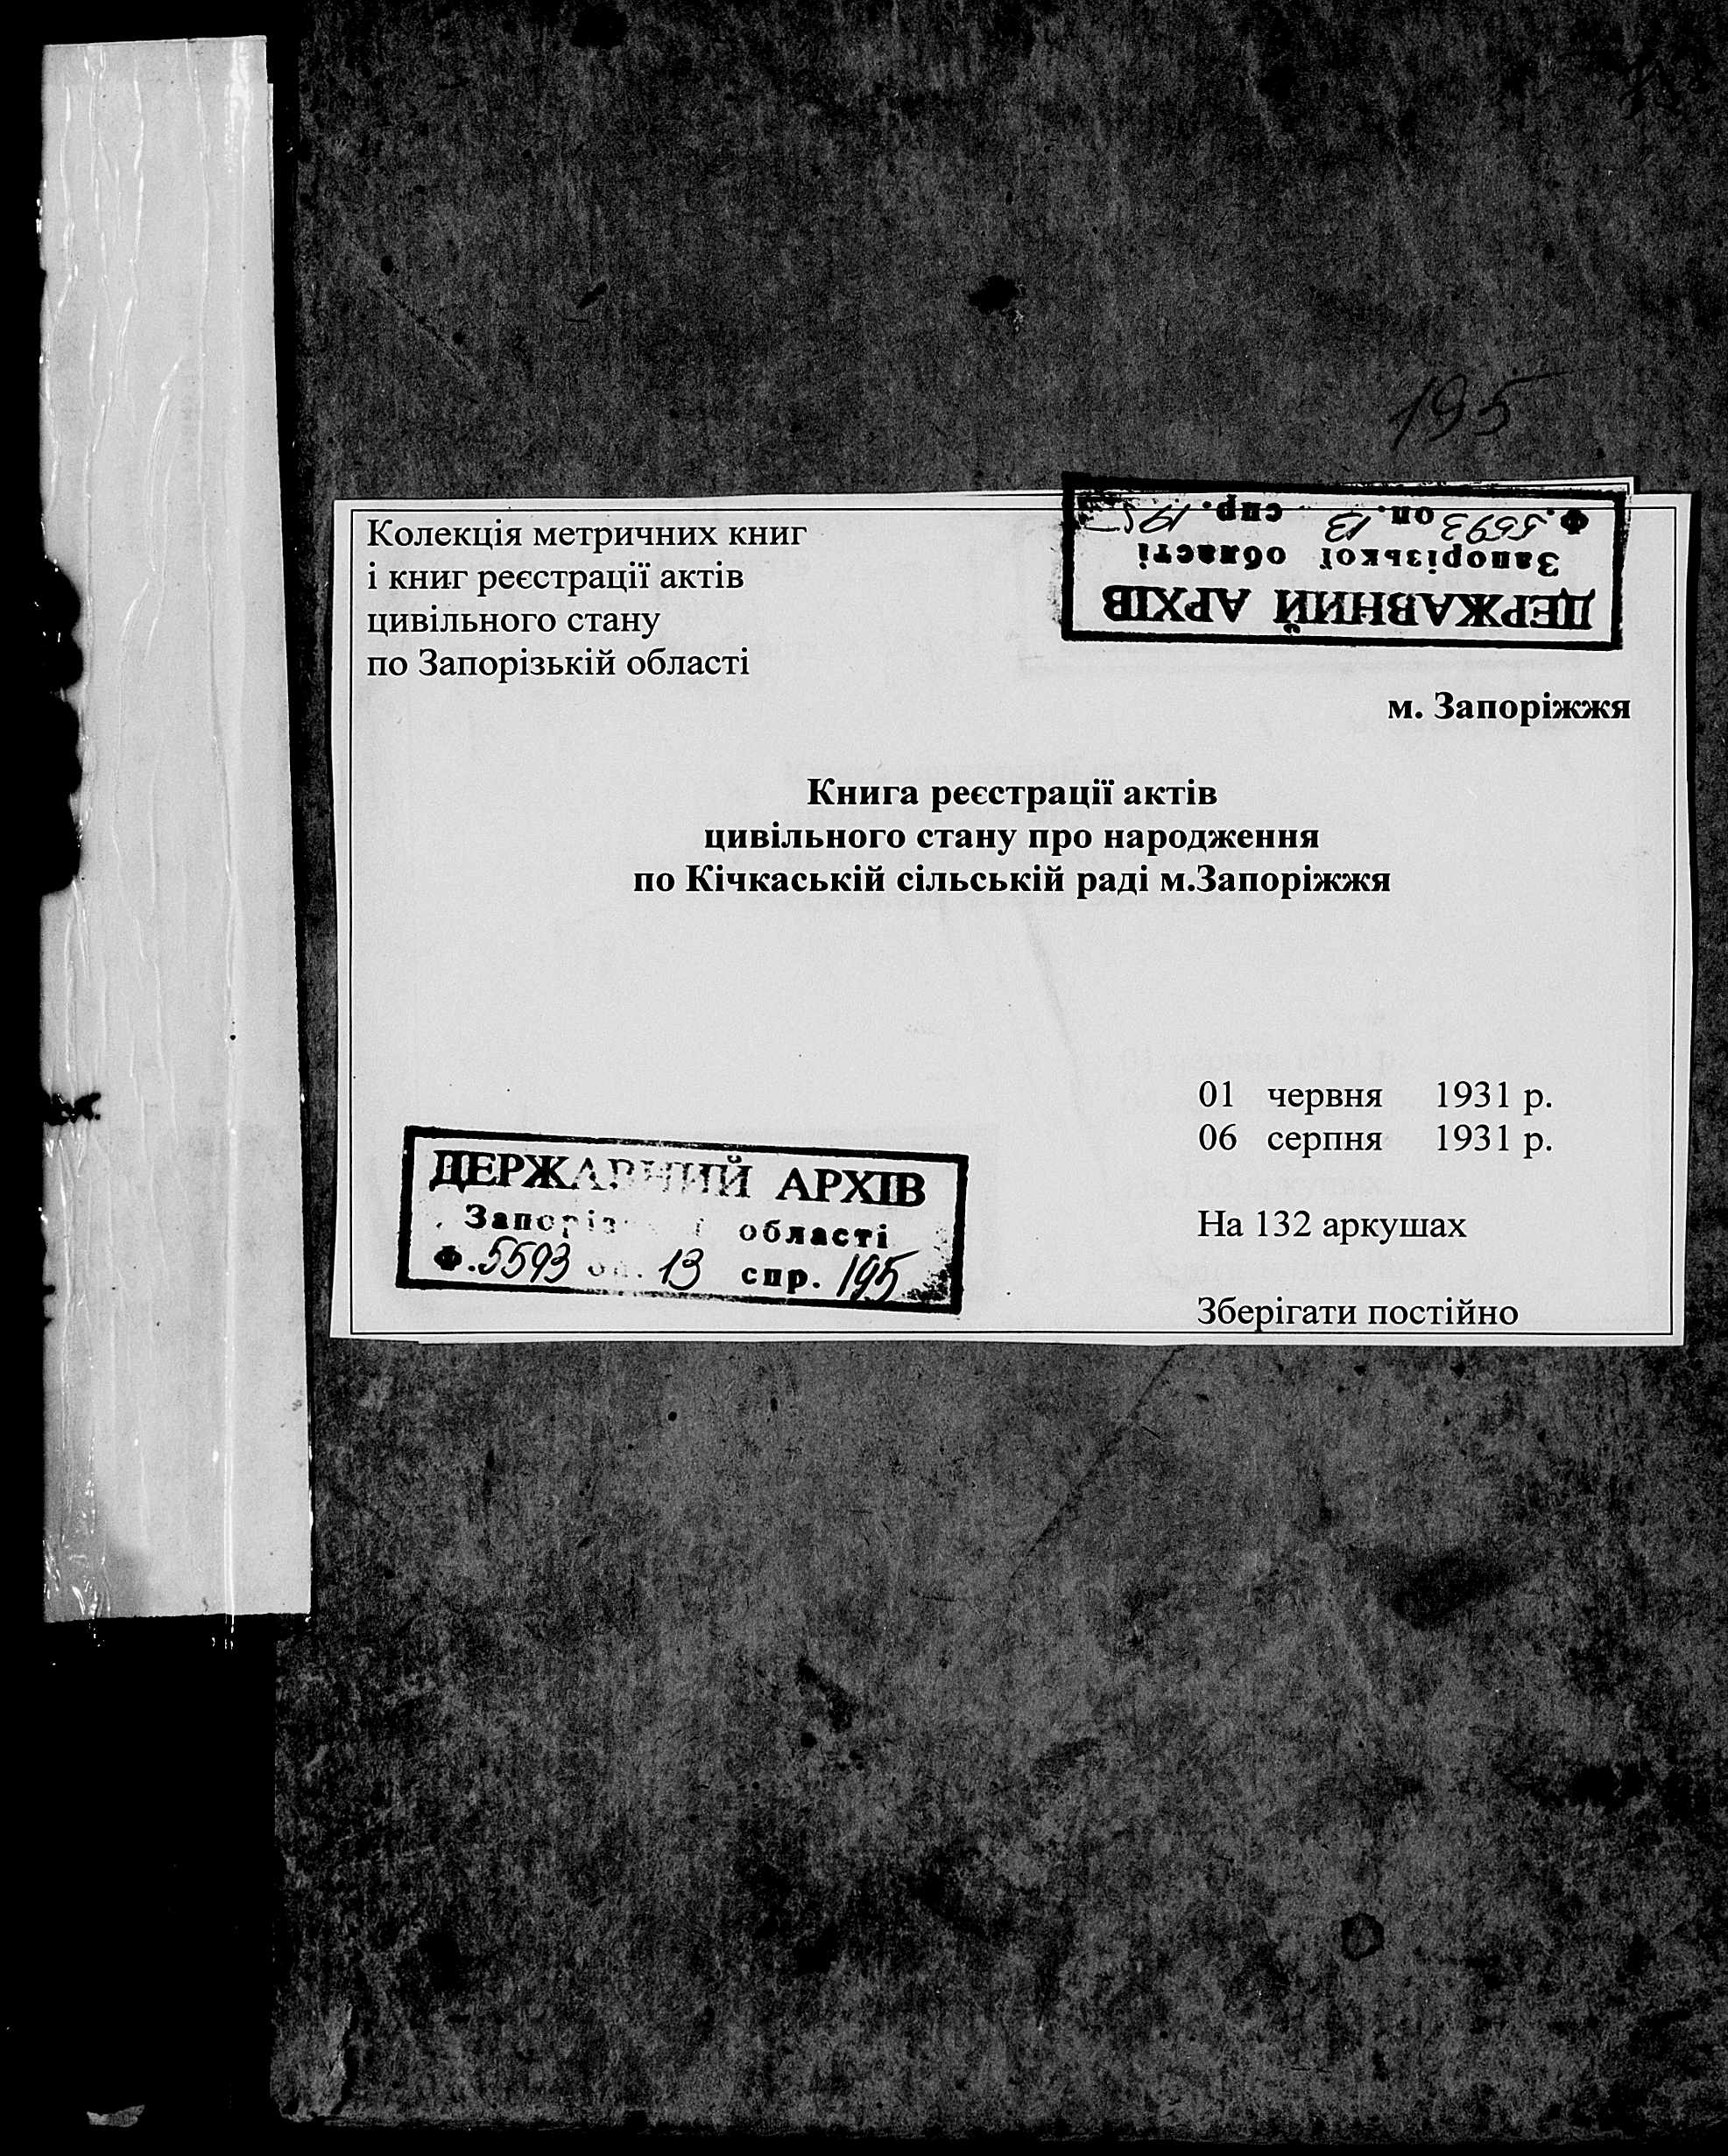 195
Колекція метричних книг
і книг реєстрації актів
цивільного стану
по Запорізькій області
ДЕРЖАВНИЙ АРХІВ
Запорізької області
Ф. 5593 оп. 13 спр. 195
м. Запоріжжя
Книга реєстрації актів
цивільного стану про народження
по Кічкаській сільській раді м.Запоріжжя
01 червня 1931 р.
06 серпня 1931 р.
На 132 аркушах
Зберігати постійно
ДЕРЖАВНИЙ АРХІВ
Запорізької області
Ф. 5593 оп. 13 спр. 195